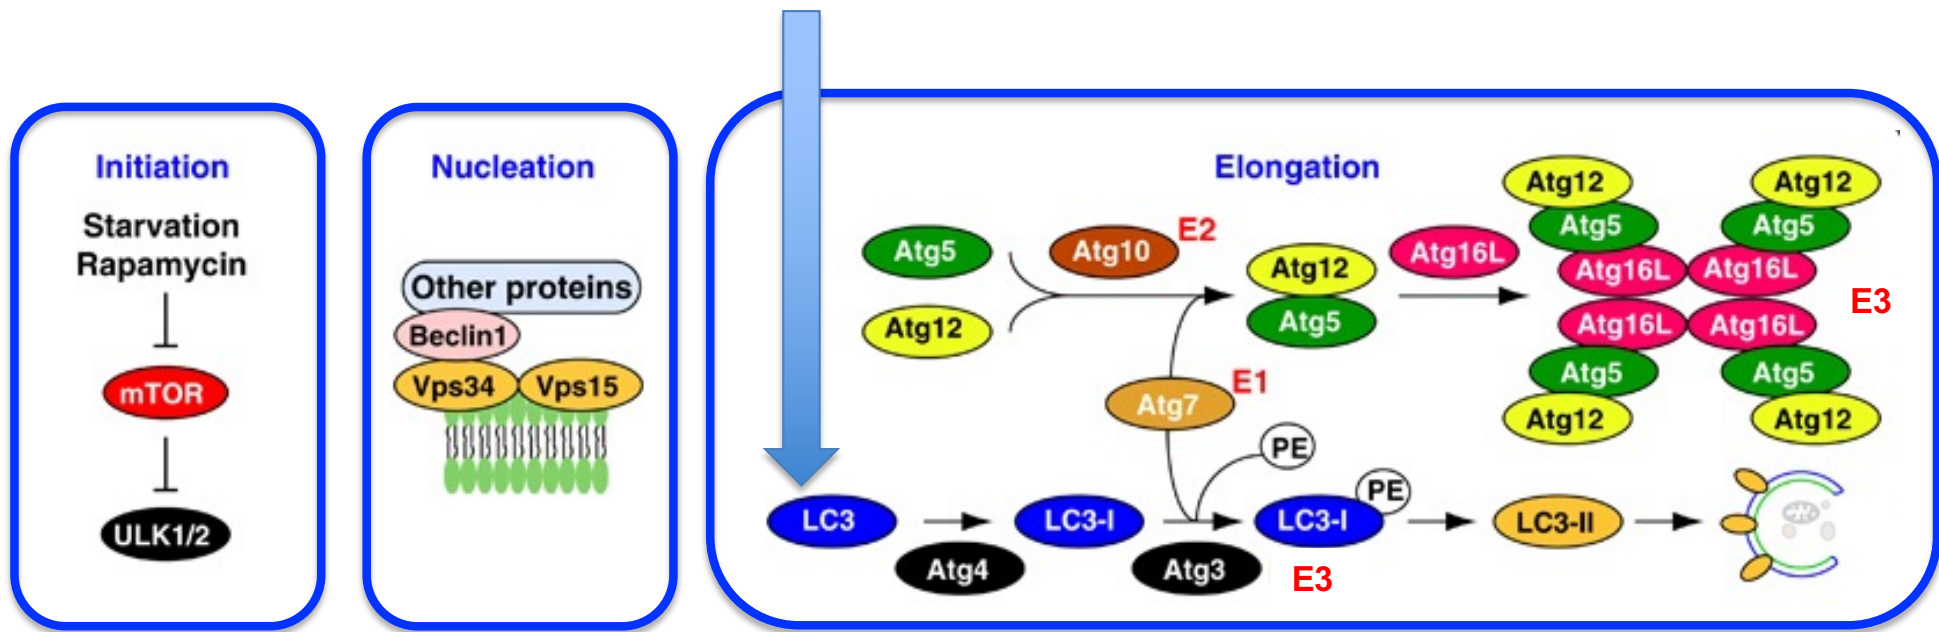 Initiation
Starvation
Rapamycin
mTOR
ULK1/2
Nucleation
Other proteins
Beclin1
Vps34
Vps15
Elongation
Atg5
Atg12
Atg10
E2
Atg12
Atg5
Atg16L
Atg7
E1
Atg12
Atg5
Atg16L
Atg12
Atg5
Atg16L
Atg16L
Atg5
Atg12
Atg16L
Atg5
Atg12
E3
LC3
Atg4
LC3-I
Atg3
E3
PE
LC3-I
PE
LC3-II